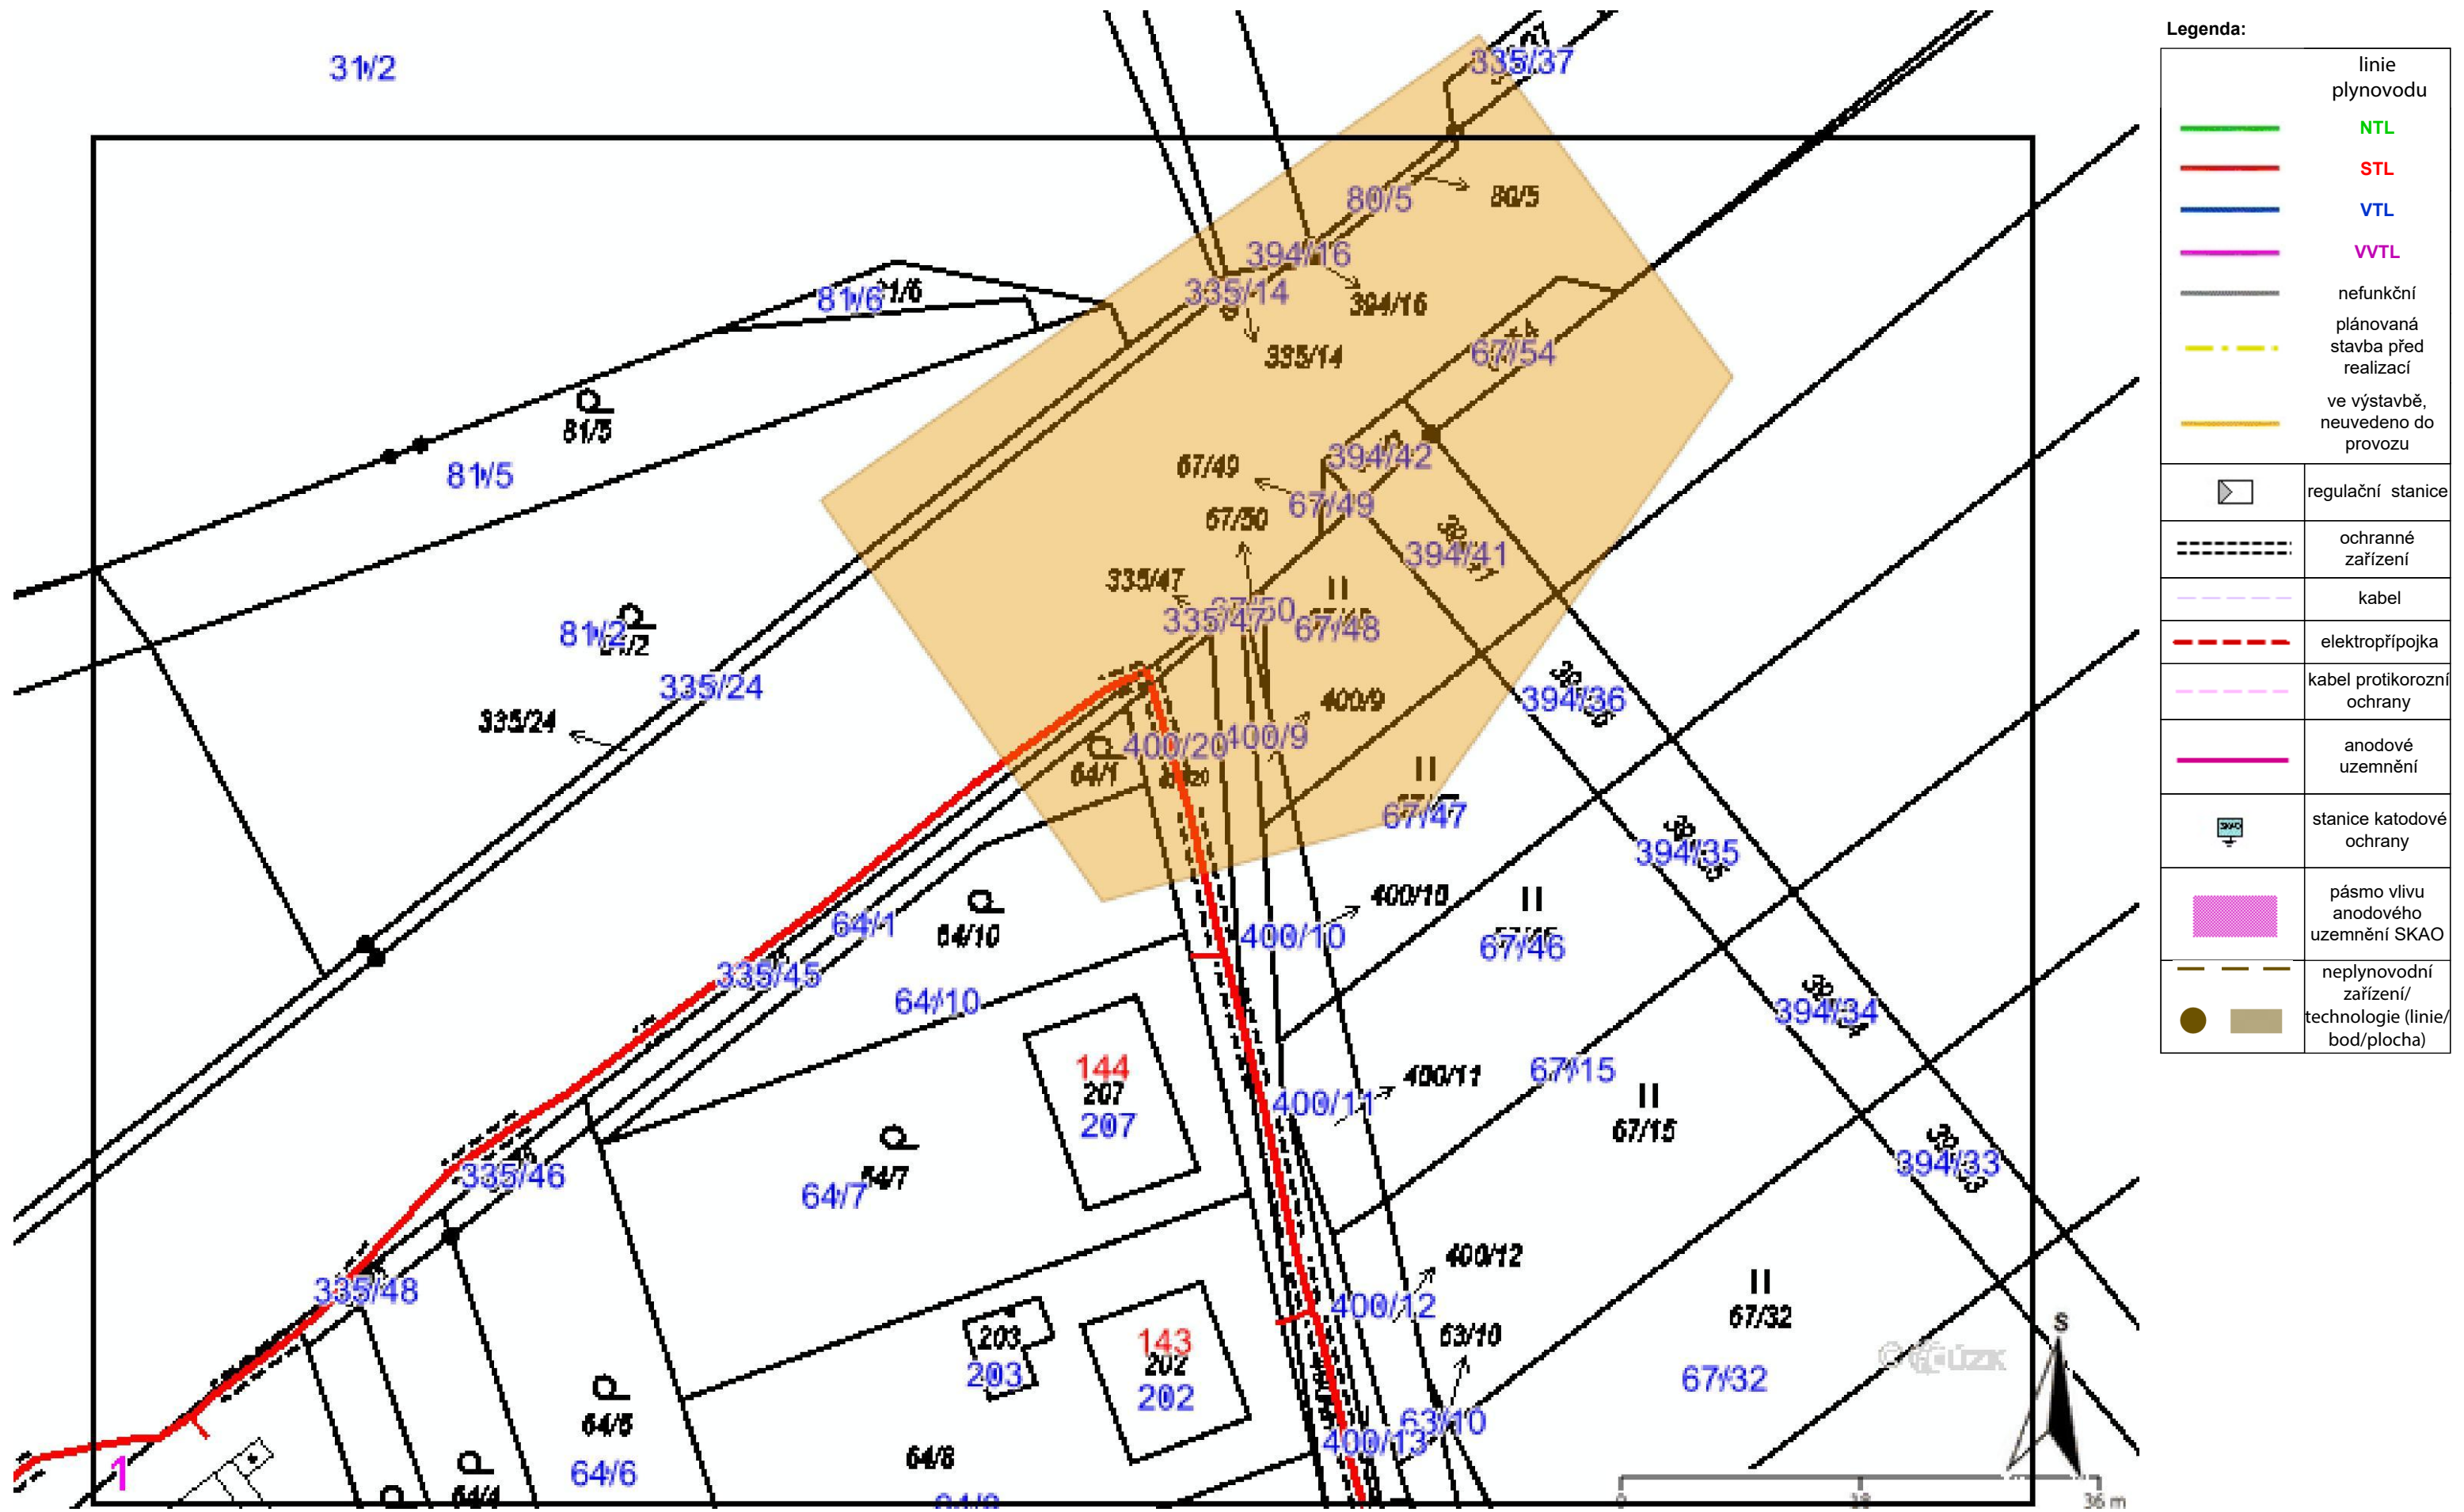 31/2
335/37
80/5
80/5
394/16
335/14
394/16
335/14
81/6
67/54
81/5
81/5
394/42
67/49
67/49
67/50
394/41
335/47
335/47
67/48
81/2
335/24
335/24
394/36
400/9
400/9
400/20
64/1
67/47
394/35
400/10
400/10
64/1
64/10
64/10
67/46
335/45
394/34
144
207
207
400/11
400/11
67/15
67/15
64/7
64/7
335/46
394/33
335/48
400/12
400/12
67/32
67/32
203
203
143
202
202
63/10
63/10
400/13
64/6
64/6
64/8
64/4
1
S
0
18
36 m
Legenda:
linie
plynovodu
NTL
STL
VTL
VVTL
nefunkční
plánovaná
stavba před
realizací
ve výstavbě,
neuvedeno do
provozu
regulační stanice
ochranné
zařízení
kabel
elektropřípojka
kabel protikorozní
ochrany
anodové
uzemnění
stanice katodové
ochrany
pásmo vlivu
anodového
uzemnění SKAO
neplynovodní
zařízení/
technologie (linie/
bod/plocha)